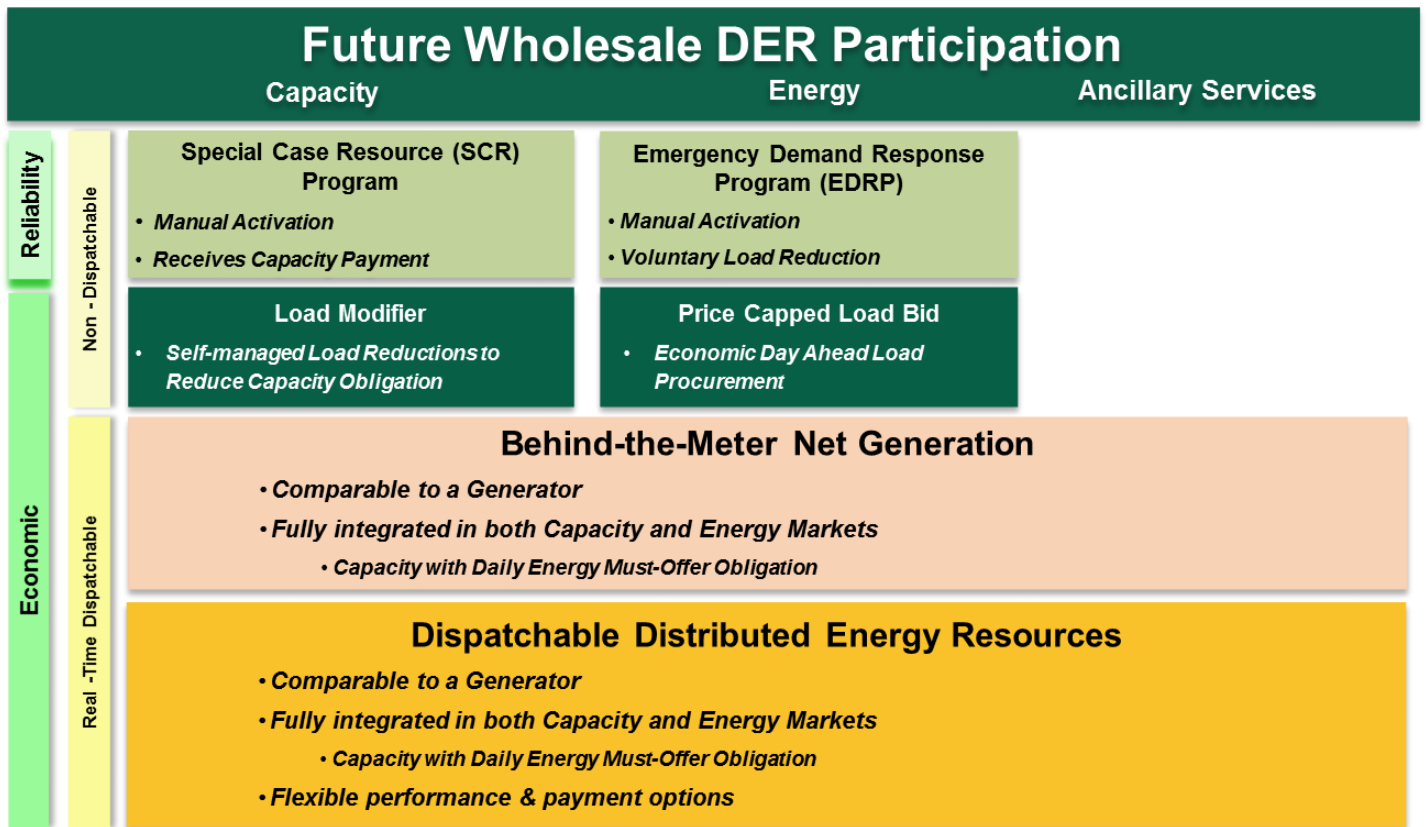 Future Wholesale DER Participation
Capacity
Energy
Ancillary Services
Reliability
Non - Dispatchable
Special Case Resource (SCR)
Program
• Manual Activation
• Receives Capacity Payment
Emergency Demand Response
Program (EDRP)
• Manual Activation
• Voluntary Load Reduction
Economic
Load Modifier
• Self-managed Load Reductions to
Reduce Capacity Obligation
Price Capped Load Bid
• Economic Day Ahead Load
Procurement
Real -Time Dispatchable
Behind-the-Meter Net Generation
• Comparable to a Generator
• Fully integrated in both Capacity and Energy Markets
• Capacity with Daily Energy Must-Offer Obligation
Dispatchable Distributed Energy Resources
• Comparable to a Generator
• Fully integrated in both Capacity and Energy Markets
• Capacity with Daily Energy Must-Offer Obligation
• Flexible performance & payment options